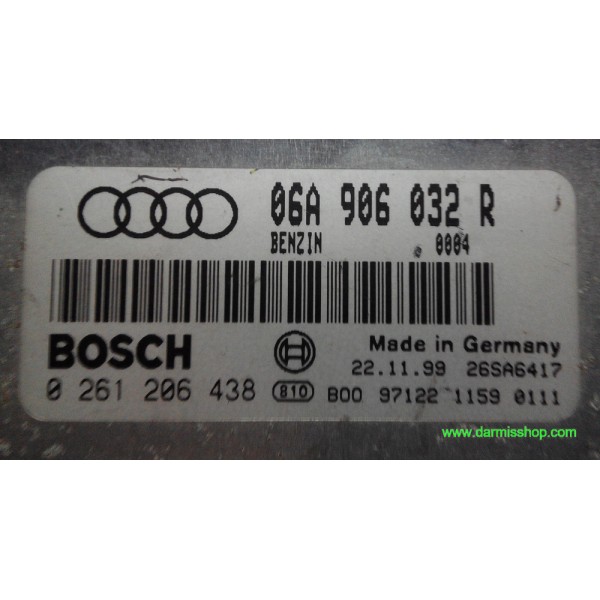 06A 906 032 R
BENZIN 0004
BOSCH
Made in Germany
22.11.99 26SA6417
0 261 206 438 810 B00 97122 1159 0111
www.darmisshop.com